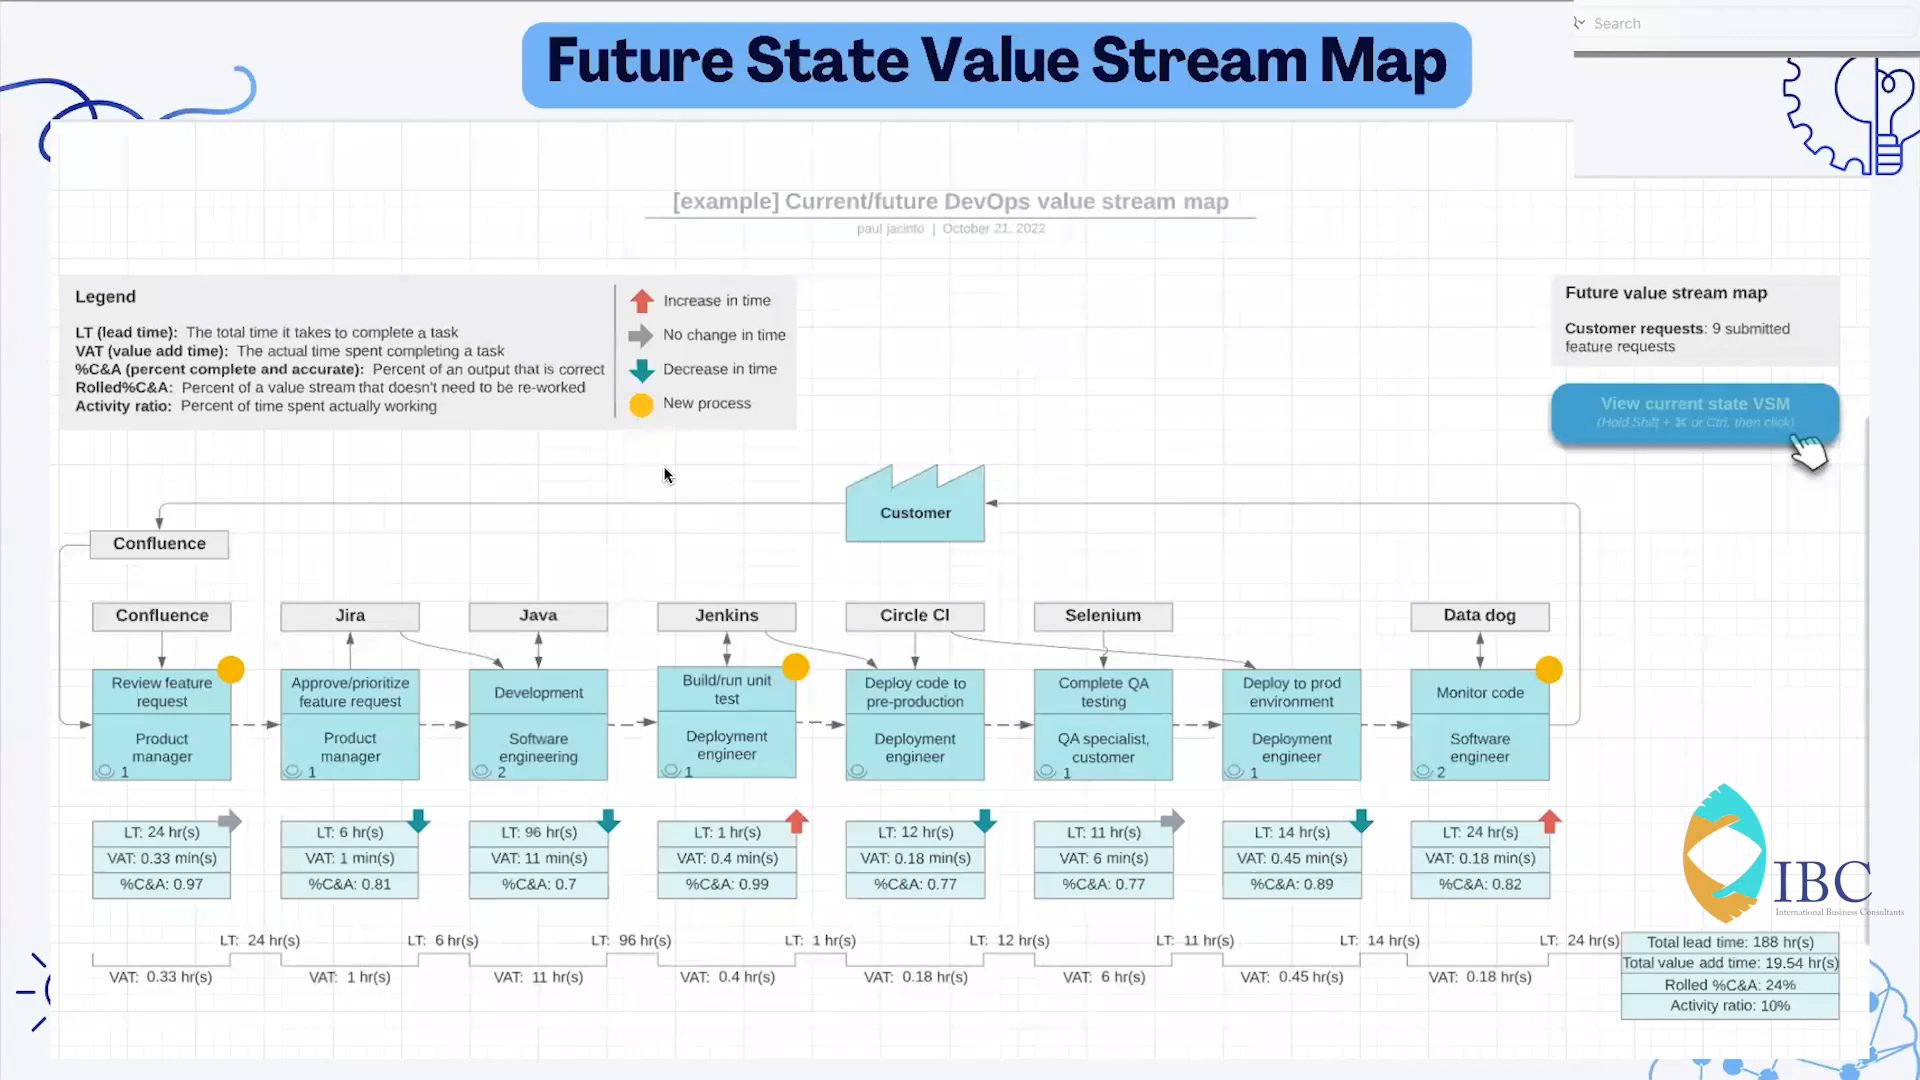 Search
Future State Value Stream Map
[example] Current/future DevOps value stream map
paul jacinto | October 21, 2022
Legend
LT (lead time): The total time it takes to complete a task
VAT (value add time): The actual time spent completing a task
%C&A (percent complete and accurate): Percent of an output that is correct
Rolled%C&A: Percent of a value stream that doesn't need to be re-worked
Activity ratio: Percent of time spent actually working
Increase in time
No change in time
Decrease in time
New process
Future value stream map
Customer requests: 9 submitted
feature requests
View current state VSM
(Hold Shift + ⌘ or Ctrl, then click)
Customer
Confluence
Confluence
Jira
Java
Jenkins
Circle CI
Selenium
Data dog
Review feature
request
Product
manager
1
Approve/prioritize
feature request
Product
manager
1
Development
Software
engineering
2
Build/run unit
test
Deployment
engineer
1
Deploy code to
pre-production
Deployment
engineer
Complete QA
testing
QA specialist,
customer
1
Deploy to prod
environment
Deployment
engineer
1
Monitor code
Software
engineer
2
LT: 24 hr(s)
VAT: 0.33 min(s)
%C&A: 0.97
LT: 6 hr(s)
VAT: 1 min(s)
%C&A: 0.81
LT: 96 hr(s)
VAT: 11 min(s)
%C&A: 0.7
LT: 1 hr(s)
VAT: 0.4 min(s)
%C&A: 0.99
LT: 12 hr(s)
VAT: 0.18 min(s)
%C&A: 0.77
LT: 11 hr(s)
VAT: 6 min(s)
%C&A: 0.77
LT: 14 hr(s)
VAT: 0.45 min(s)
%C&A: 0.89
LT: 24 hr(s)
VAT: 0.18 min(s)
%C&A: 0.82
IBC
International Business Consultants
LT: 24 hr(s)
LT: 6 hr(s)
LT: 96 hr(s)
LT: 1 hr(s)
LT: 12 hr(s)
LT: 11 hr(s)
LT: 14 hr(s)
LT: 24 hr(s)
VAT: 0.33 hr(s)
VAT: 1 hr(s)
VAT: 11 hr(s)
VAT: 0.4 hr(s)
VAT: 0.18 hr(s)
VAT: 6 hr(s)
VAT: 0.45 hr(s)
VAT: 0.18 hr(s)
Total lead time: 188 hr(s)
Total value add time: 19.54 hr(s)
Rolled %C&A: 24%
Activity ratio: 10%